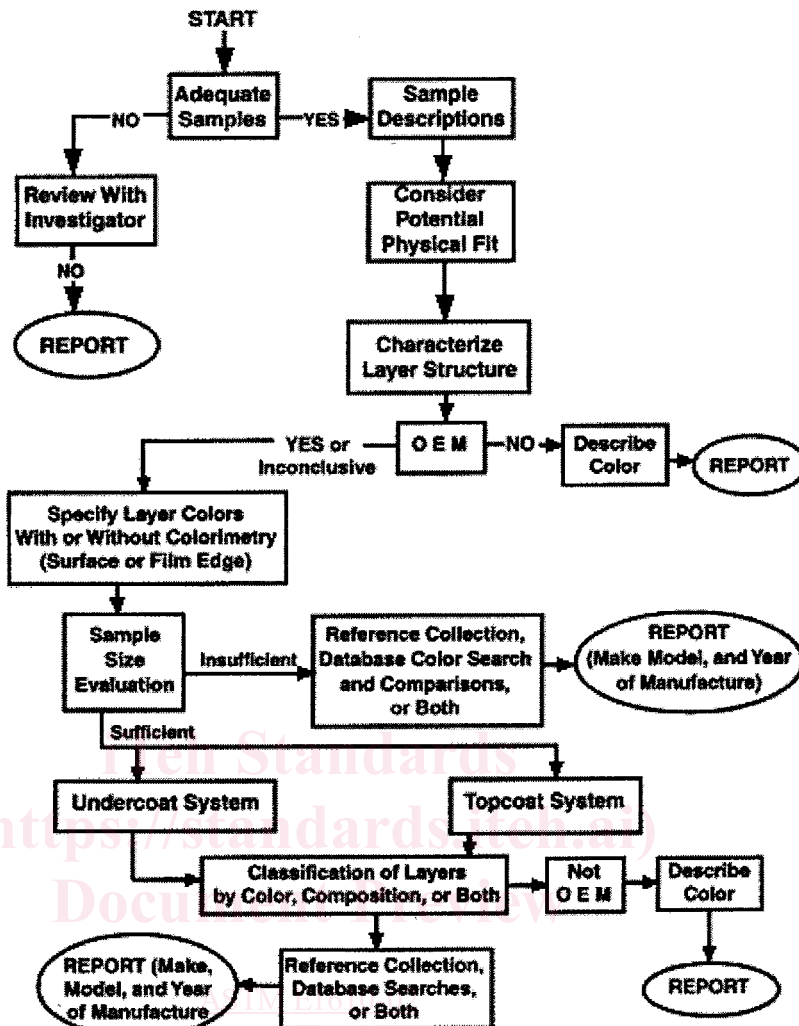 START
Adequate
Samples
NO
YES
Sample
Descriptions
Review With
Investigator
Consider
Potential
Physical Fit
NO
REPORT
Characterize
Layer Structure
YES or
Inconclusive
O E M
NO
Describe
Color
REPORT
Specify Layer Colors
With or Without Colorimetry
(Surface or Film Edge)
Sample
Size
Evaluation
Insufficient
Reference Collection,
Database Color Search
and Comparisons,
or Both
REPORT
(Make Model, and Year
of Manufacture)
Sufficient
iTeh Standards
Undercoat System
Topcoat System
https://standards.iteh.ai)
Classification of Layers
by Color, Composition, or Both
Not
O E M
Describe
Color
Document Preview
REPORT (Make,
Model, and Year
of Manufacture
Reference Collection,
Database Searches,
or Both
REPORT